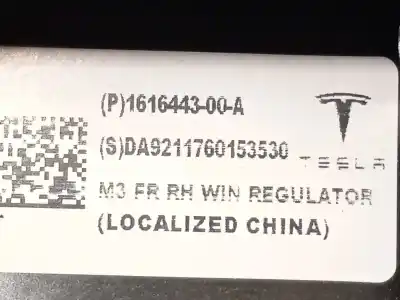 (P)1616443-00-A
(S)DA9211760153530
TESLA
M3 FR RH WIN REGULATOR
(LOCALIZED CHINA)